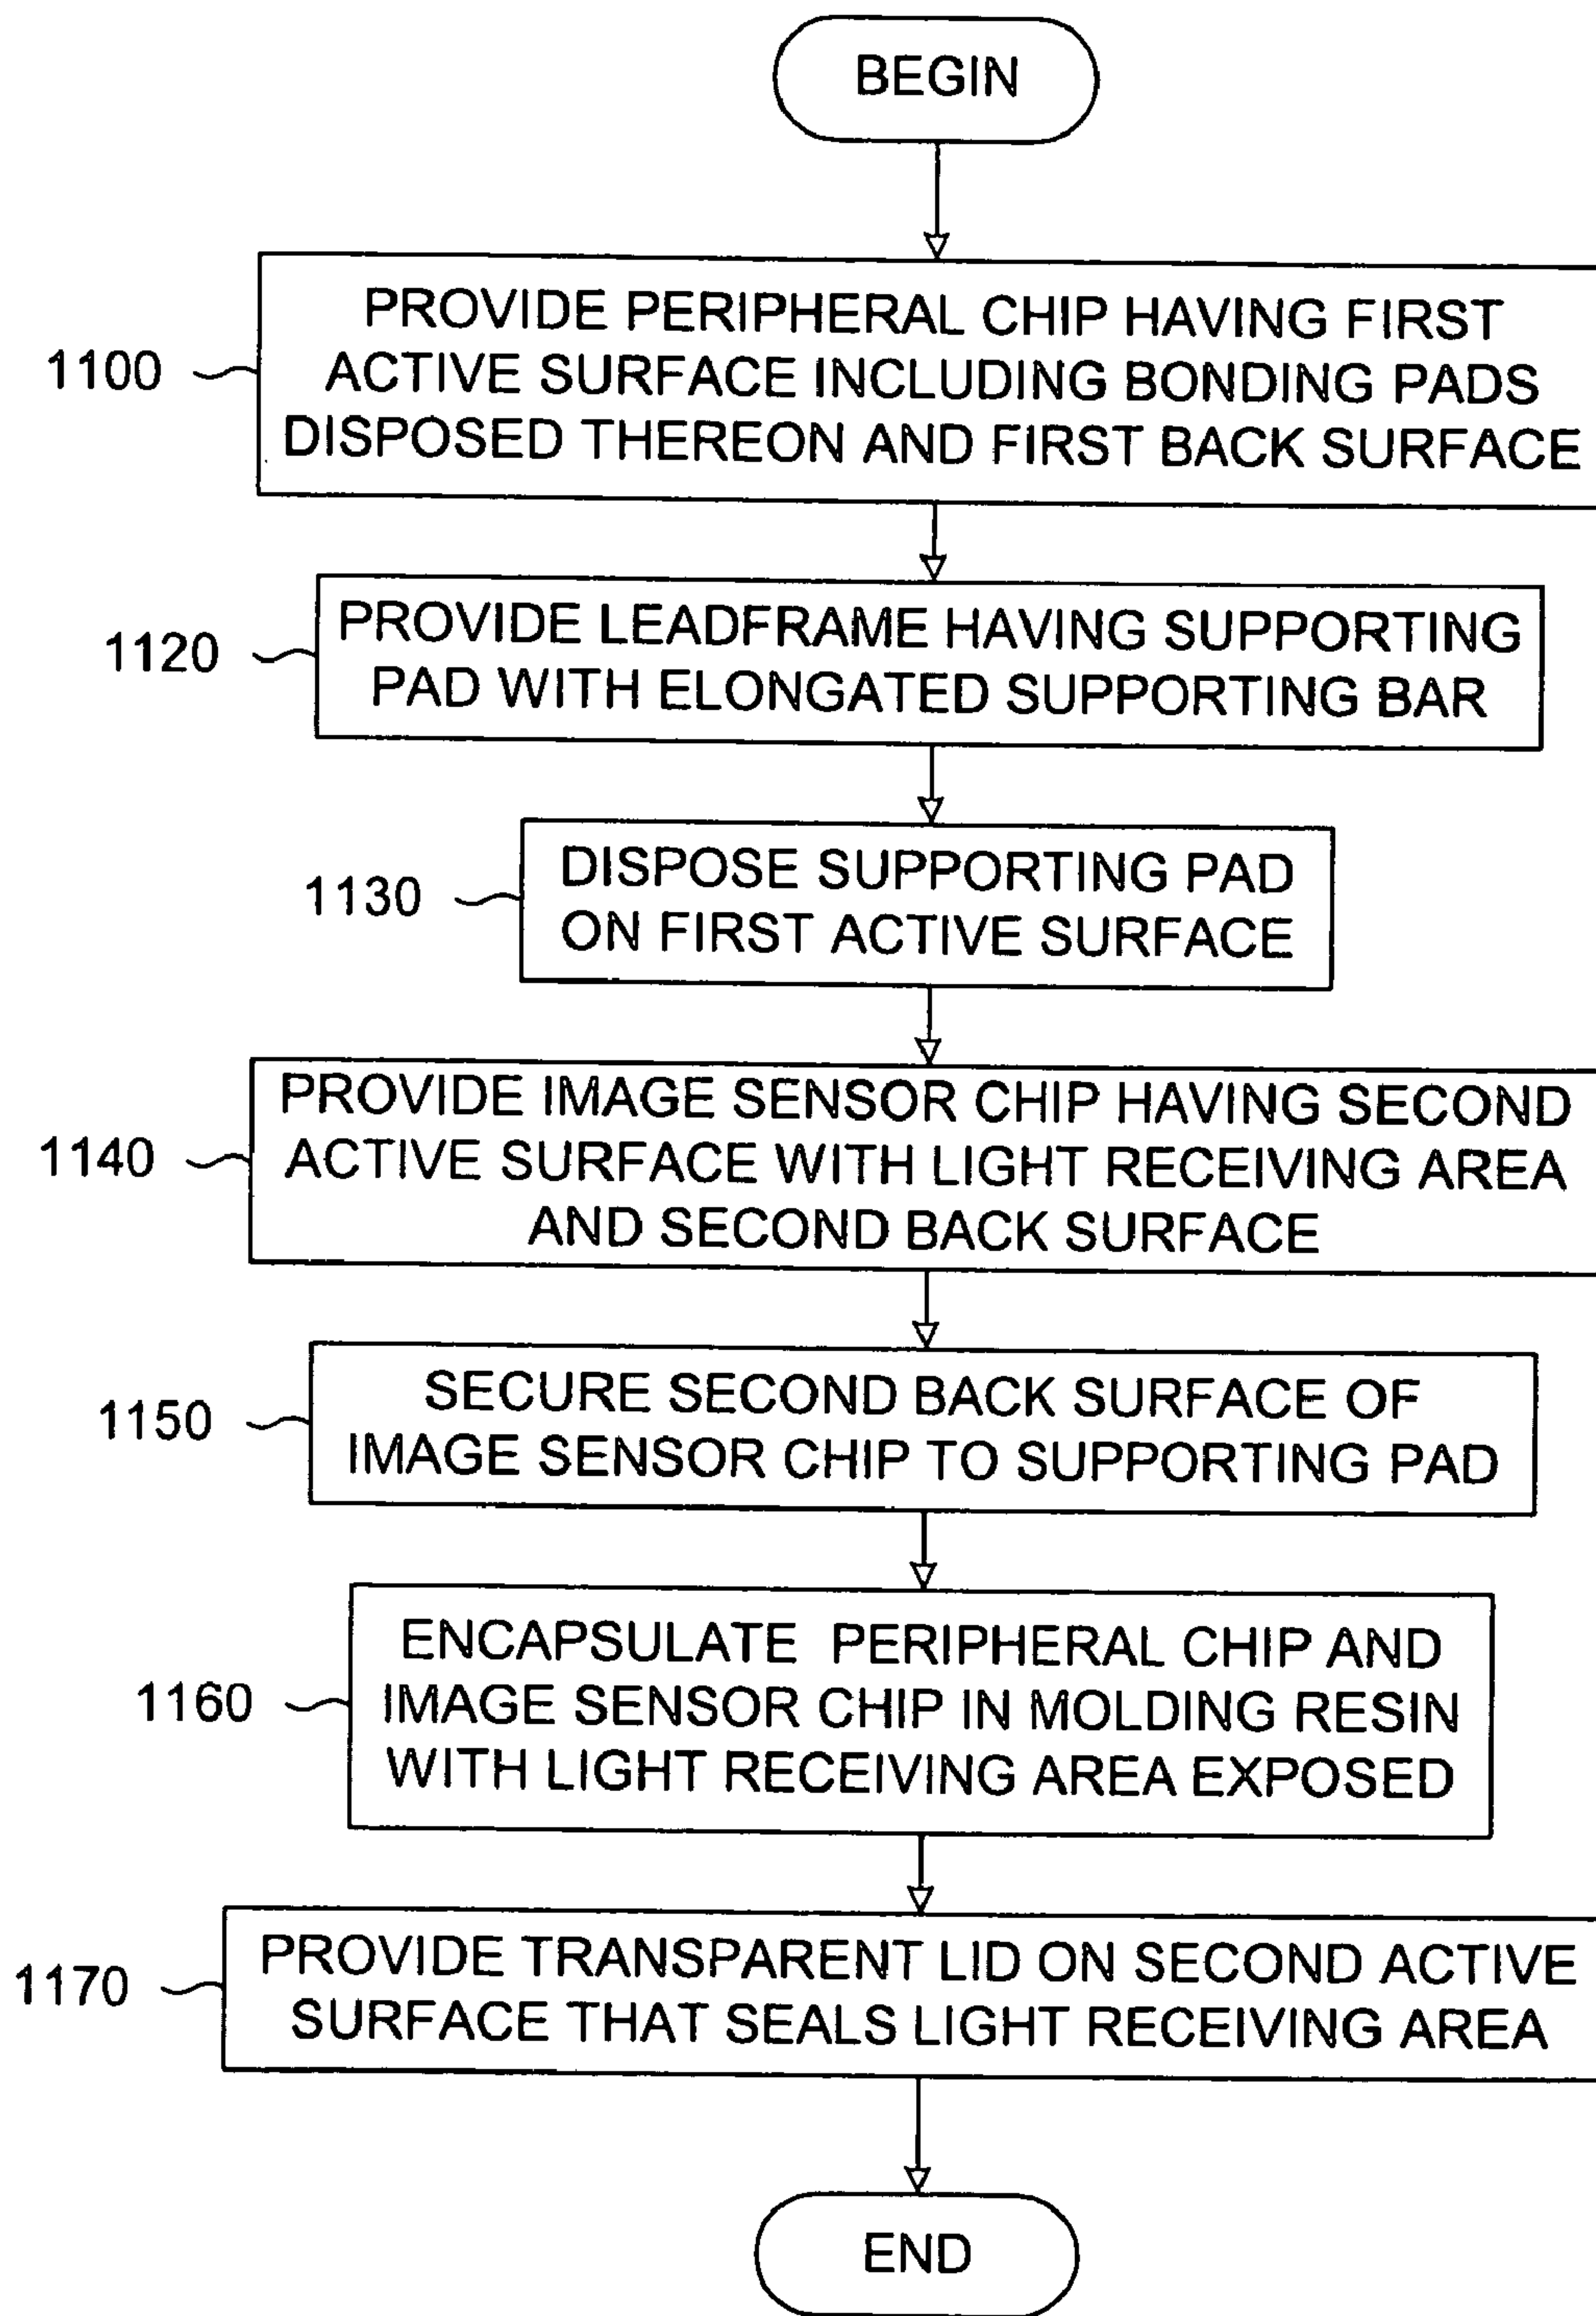 BEGIN
1100
PROVIDE PERIPHERAL CHIP HAVING FIRST
ACTIVE SURFACE INCLUDING BONDING PADS
DISPOSED THEREON AND FIRST BACK SURFACE
1120
PROVIDE LEADFRAME HAVING SUPPORTING
PAD WITH ELONGATED SUPPORTING BAR
1130
DISPOSE SUPPORTING PAD
ON FIRST ACTIVE SURFACE
1140
PROVIDE IMAGE SENSOR CHIP HAVING SECOND
ACTIVE SURFACE WITH LIGHT RECEIVING AREA
AND SECOND BACK SURFACE
1150
SECURE SECOND BACK SURFACE OF
IMAGE SENSOR CHIP TO SUPPORTING PAD
1160
ENCAPSULATE PERIPHERAL CHIP AND
IMAGE SENSOR CHIP IN MOLDING RESIN
WITH LIGHT RECEIVING AREA EXPOSED
1170
PROVIDE TRANSPARENT LID ON SECOND ACTIVE
SURFACE THAT SEALS LIGHT RECEIVING AREA
END